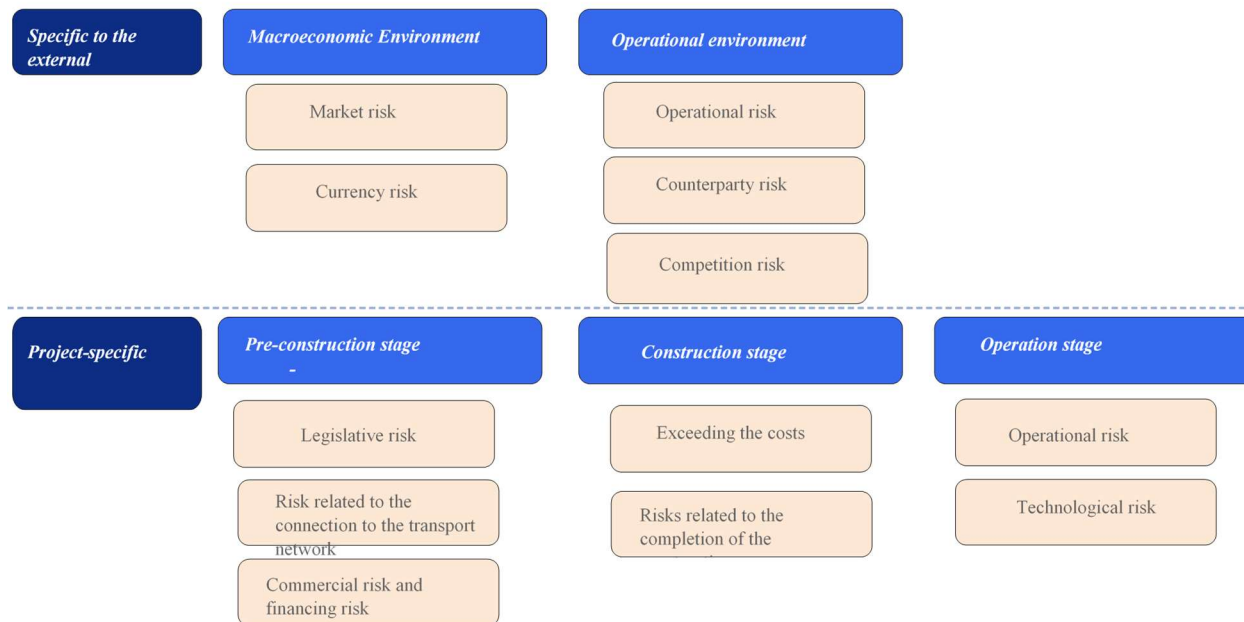 Specific to the
external
Macroeconomic Environment
Operational environment
Market risk
Operational risk
Currency risk
Counterparty risk
Competition risk
Project-specific
Pre-construction stage
-
Construction stage
Operation stage
Legislative risk
Exceeding the costs
Operational risk
Risk related to the
connection to the transport
network
Risks related to the
completion of the
Technological risk
Commercial risk and
financing risk